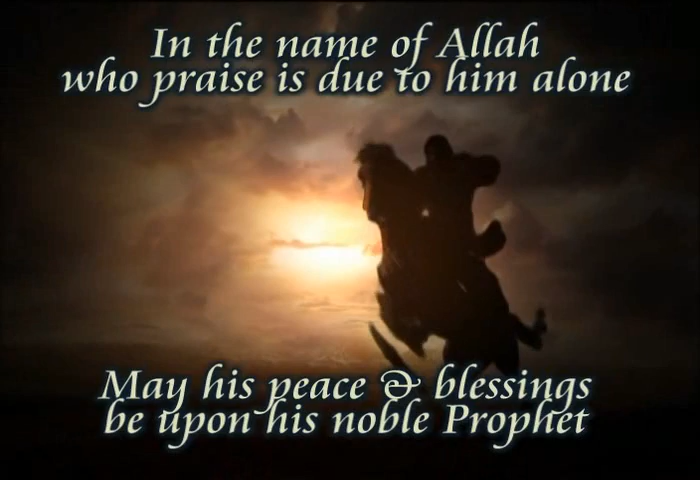 In the name of Allah
who praise is due to him alone
May his peace & blessings
be upon his noble Prophet